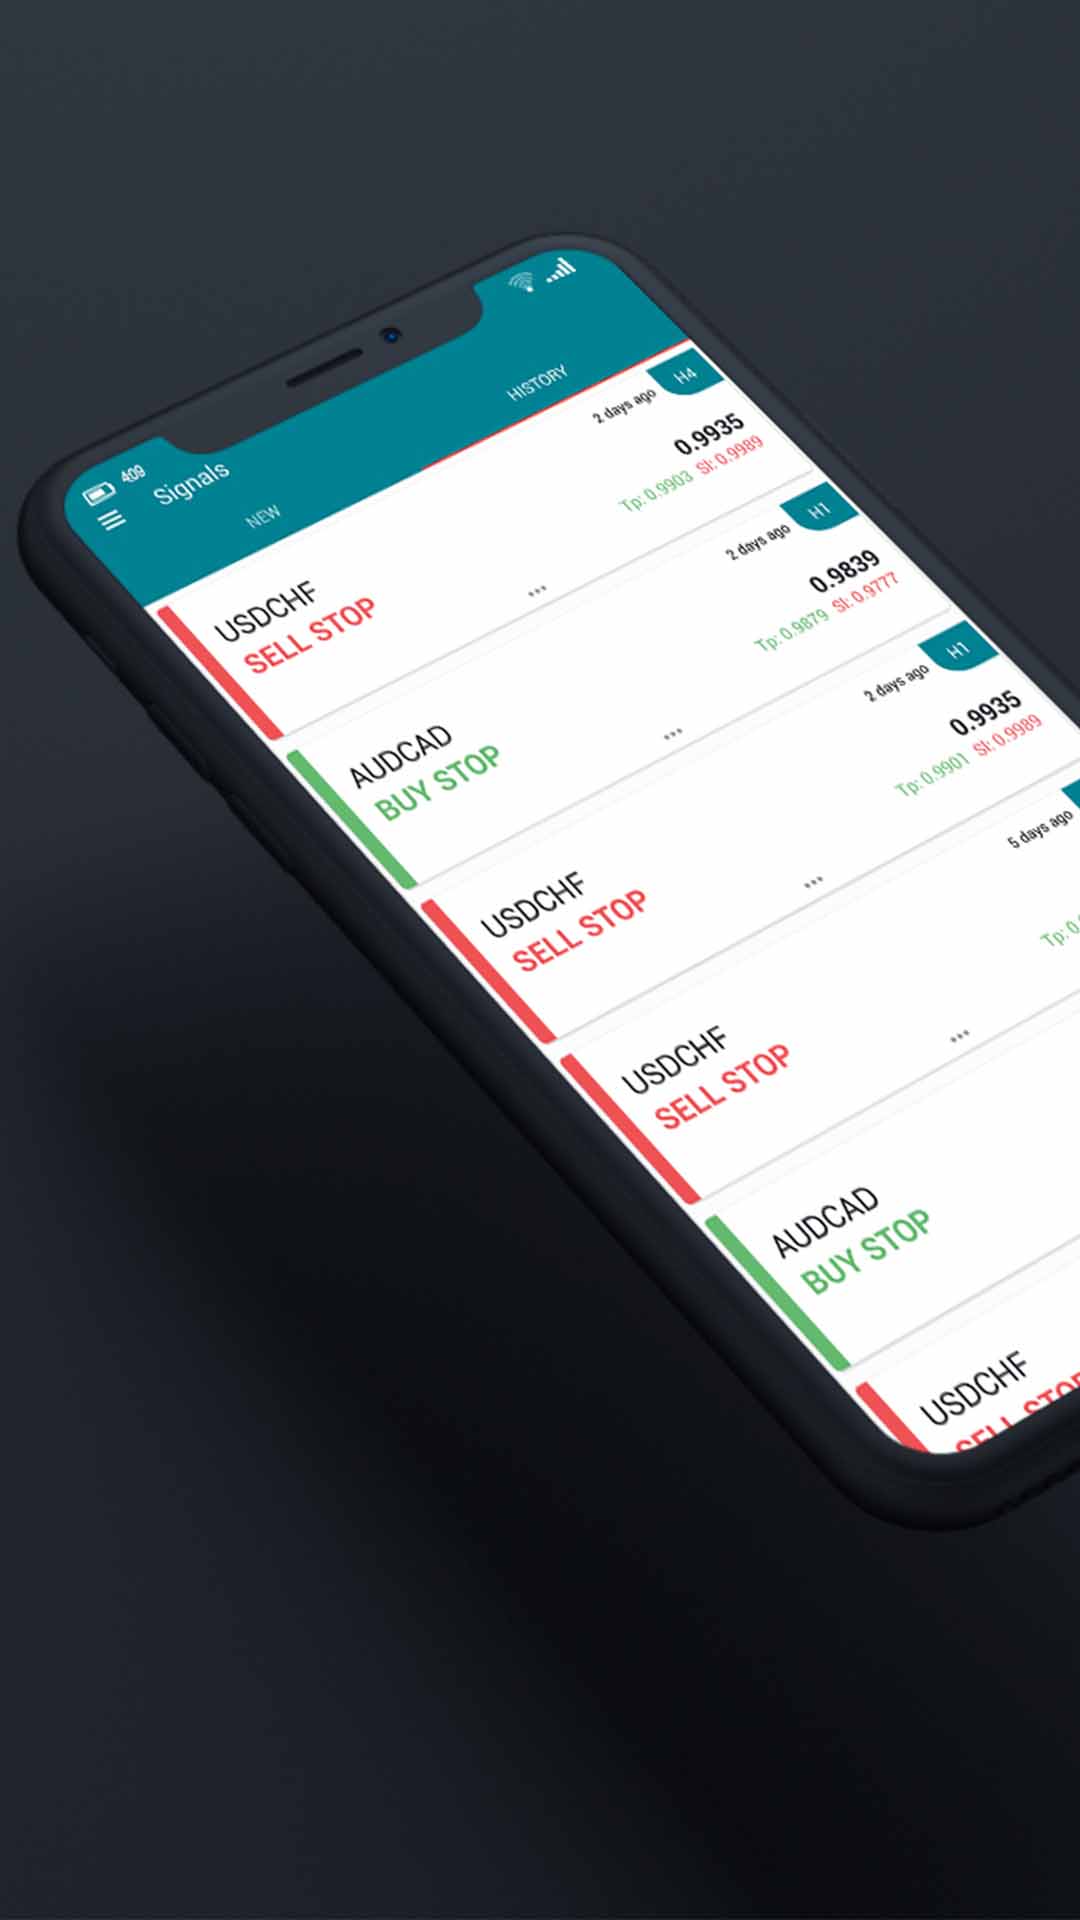 409
Signals
NEW
HISTORY
H4
2 days ago
USDCHF
0.9935
SELL STOP
Tp: 0.9903 Sl: 0.9989
H1
2 days ago
AUDCAD
0.9839
BUY STOP
Tp: 0.9879 Sl: 0.9777
H1
2 days ago
USDCHF
0.9935
SELL STOP
Tp: 0.9901 Sl: 0.9989
5 days ago
USDCHF
SELL STOP
Tp: 0.
AUDCAD
BUY STOP
USDCHF
SELL STOP